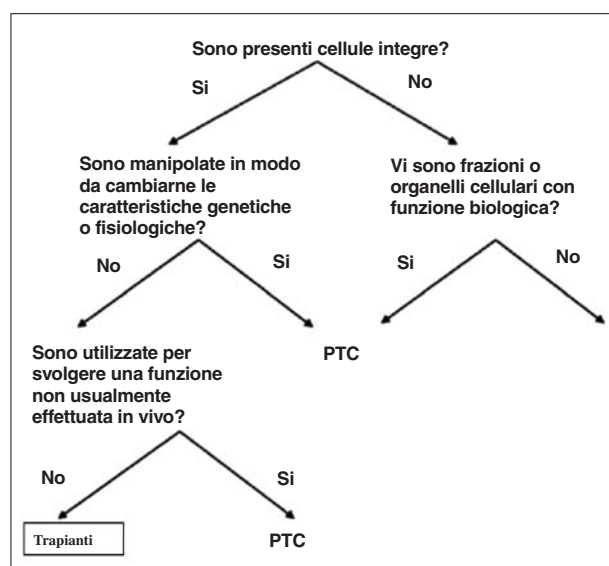 Sono presenti cellule integre?
Si
No
Sono manipolate in modo
da cambiarne le
caratteristiche genetiche
o fisiologiche?
Vi sono frazioni o
organelli cellulari con
funzione biologica?
No
Si
Si
No
Sono utilizzate per
svolgere una funzione
non usualmente
effettuata in vivo?
PTC
No
Si
Trapianti
PTC